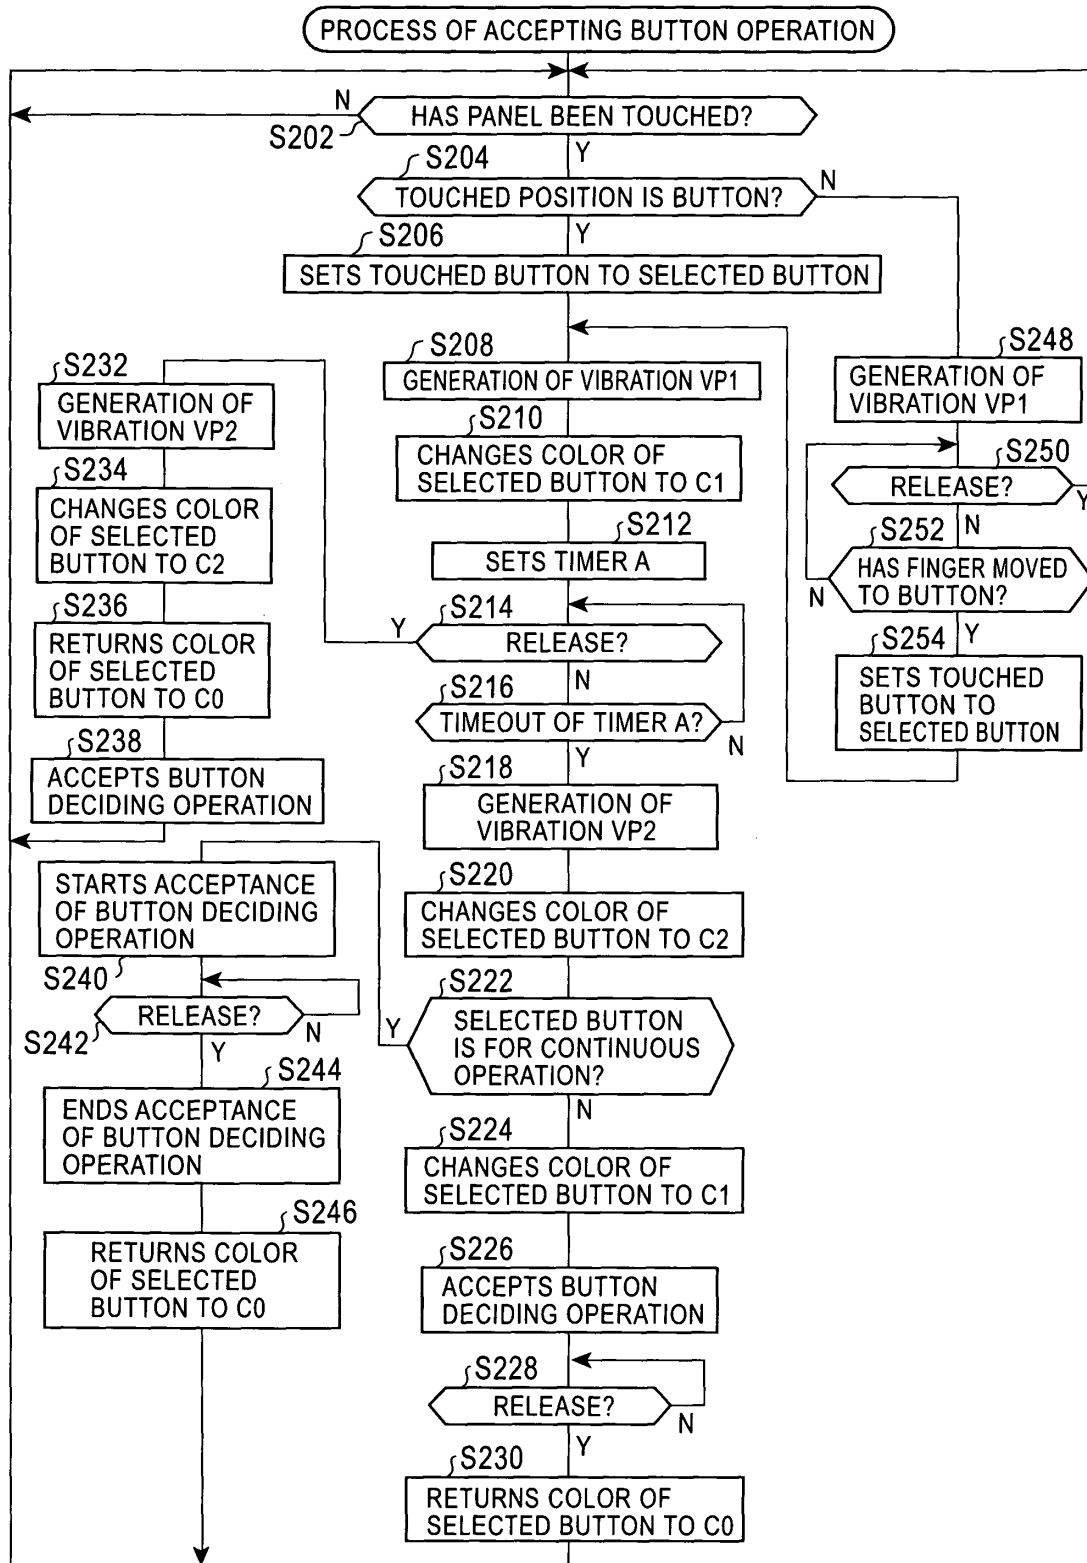 PROCESS OF ACCEPTING BUTTON OPERATION
N
HAS PANEL BEEN TOUCHED?
S202
Y
S204
N
TOUCHED POSITION IS BUTTON?
Y
S206
SETS TOUCHED BUTTON TO SELECTED BUTTON
S208
GENERATION OF VIBRATION VP1
S210
CHANGES COLOR OF
SELECTED BUTTON TO C1
S212
SETS TIMER A
S214
Y
RELEASE?
N
S216
TIMEOUT OF TIMER A?
N
Y
S218
GENERATION OF
VIBRATION VP2
S220
CHANGES COLOR OF
SELECTED BUTTON TO C2
S222
Y
SELECTED BUTTON
IS FOR CONTINUOUS
OPERATION?
N
S224
CHANGES COLOR OF
SELECTED BUTTON TO C1
S226
ACCEPTS BUTTON
DECIDING OPERATION
S228
RELEASE?
N
Y
S230
RETURNS COLOR OF
SELECTED BUTTON TO C0
S232
GENERATION OF
VIBRATION VP2
S234
CHANGES COLOR
OF SELECTED
BUTTON TO C2
S236
RETURNS COLOR
OF SELECTED
BUTTON TO C0
S238
ACCEPTS BUTTON
DECIDING OPERATION
STARTS ACCEPTANCE
OF BUTTON DECIDING
OPERATION
S240
RELEASE?
N
S242
Y
S244
ENDS ACCEPTANCE
OF BUTTON DECIDING
OPERATION
S246
RETURNS COLOR
OF SELECTED
BUTTON TO C0
S248
GENERATION OF
VIBRATION VP1
S250
RELEASE?
Y
N
S252
HAS FINGER MOVED
TO BUTTON?
N
Y
S254
SETS TOUCHED
BUTTON TO
SELECTED BUTTON